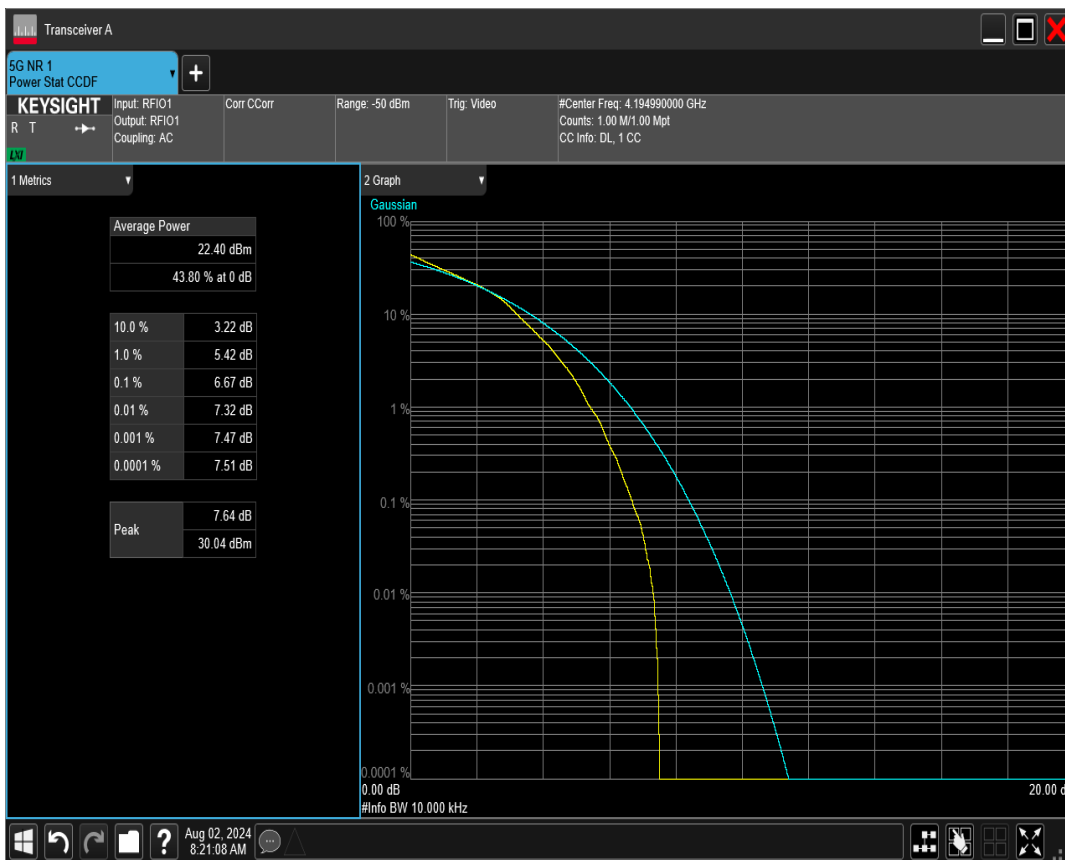 Transceiver A
5G NR 1
Power Stat CCDF
+
KEYSIGHT
R T
LXI
Input: RFIO1
Output: RFIO1
Coupling: AC
Corr CCorr
Range: -50 dBm
Trig: Video
#Center Freq: 4.194990000 GHz
Counts: 1.00 M/1.00 Mpt
CC Info: DL, 1 CC
1 Metrics
Average Power
22.40 dBm
43.80 % at 0 dB
10.0 % 3.22 dB
1.0 % 5.42 dB
0.1 % 6.67 dB
0.01 % 7.32 dB
0.001 % 7.47 dB
0.0001 % 7.51 dB
Peak
7.64 dB
30.04 dBm
2 Graph
Gaussian
100 %
10 %
1 %
0.1 %
0.01 %
0.001 %
0.0001 %
0.00 dB
20.00 d
#Info BW 10.000 kHz
?
Aug 02, 2024
8:21:08 AM